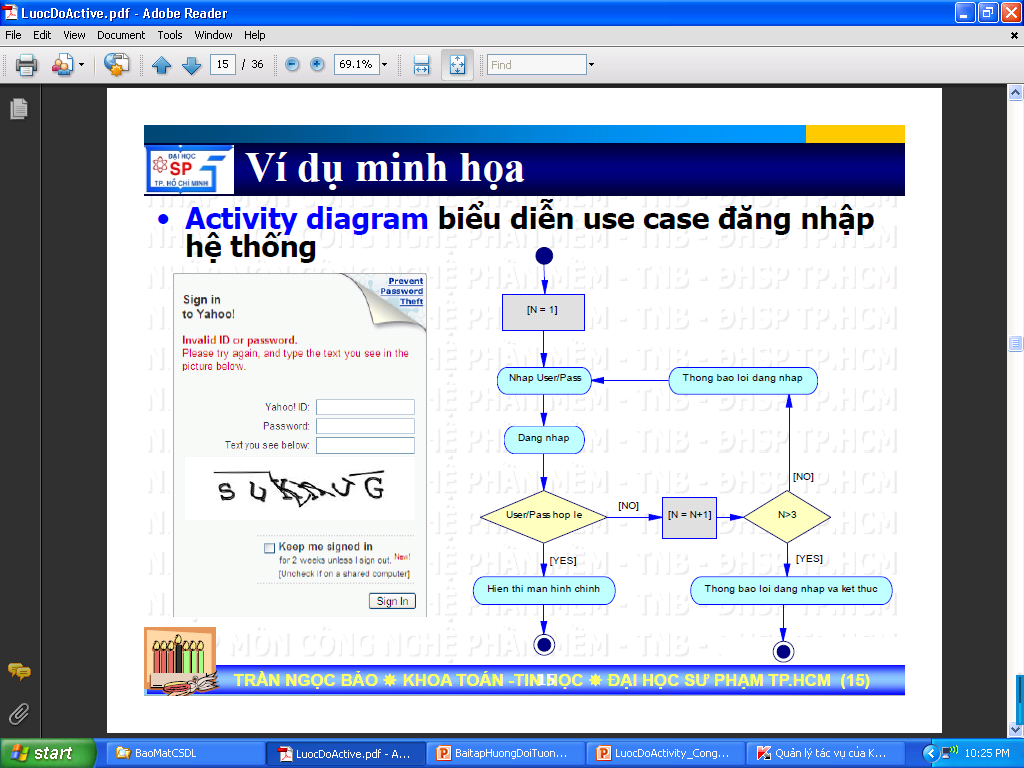 LuocDoActive.pdf - Adobe Reader
File Edit View Document Tools Window Help
15 / 36 69.1% Find
ĐẠI HỌC
SP
TP. HỒ CHÍ MINH
Ví dụ minh họa
• Activity diagram biểu diễn use case đăng nhập
hệ thống
Prevent
Password
Theft
Sign in
to Yahoo!
Invalid ID or password.
Please try again, and type the text you see in the
picture below.
Yahoo! ID:
Password:
Text you see below:
Keep me signed in
for 2 weeks unless I sign out. New!
[Uncheck if on a shared computer]
Sign In
[N = 1]
Nhap User/Pass
Thong bao loi dang nhap
Dang nhap
[NO]
User/Pass hop le
[NO]
[N = N+1]
N>3
[YES]
[YES]
Hien thi man hinh chinh
Thong bao loi dang nhap va ket thuc
TRẦN NGỌC BẢO ✵ KHOA TOÁN -TIN HỌC ✵ ĐẠI HỌC SƯ PHẠM TP.HCM (15)
15
start
BaoMatCSDL
LuocDoActive.pdf - A...
BaitapHuongDoiTuon...
LuocDoActivity_Cong...
Quản lý tác vụ của K...
10:25 PM